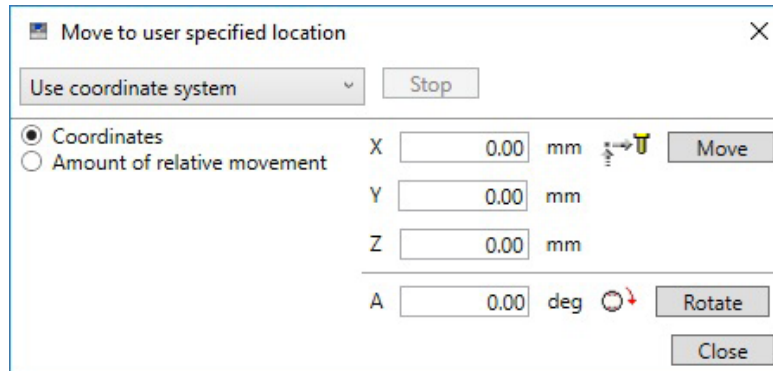 Move to user specified location
Use coordinate system
Stop
Coordinates
Amount of relative movement
X 0.00 mm Move
Y 0.00 mm
Z 0.00 mm
A 0.00 deg Rotate
Close